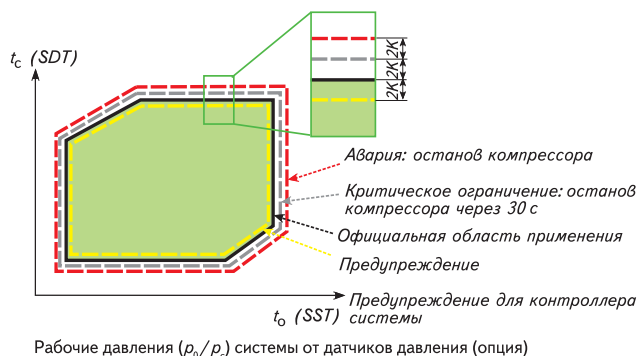 t_c (SDT)
2K
2K
2K
Авария: останов компрессора
Критическое ограничение: останов
компрессора через 30 с
Официальная область применения
Предупреждение
Предупреждение для контроллера
системы
t_o (SST)
Рабочие давления (p_0/p_c) системы от датчиков давления (опция)